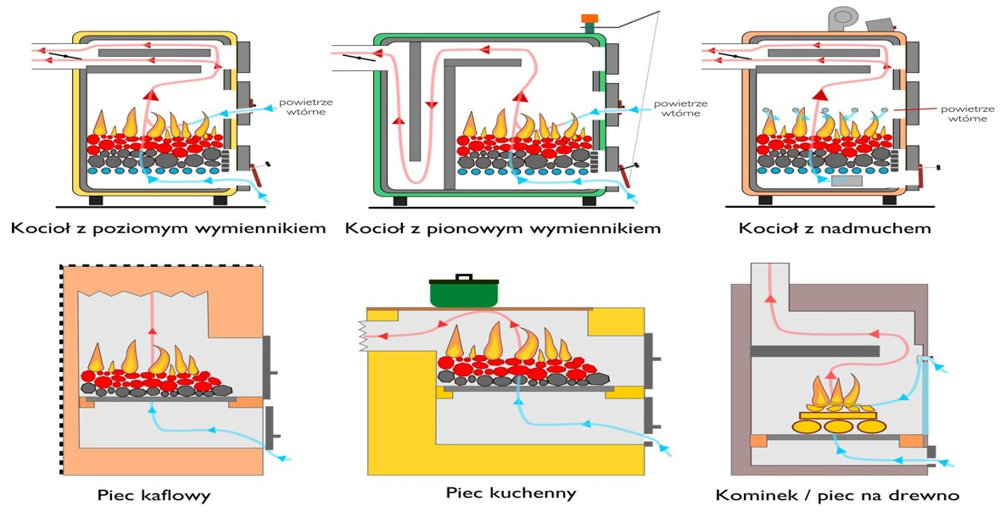 powietrze
wtórne
powietrze
wtórne
powietrze
wtórne
Kocioł z poziomym wymiennikiem
Kocioł z pionowym wymiennikiem
Kocioł z nadmuchem
Piec kaflowy
Piec kuchenny
Kominek / piec na drewno